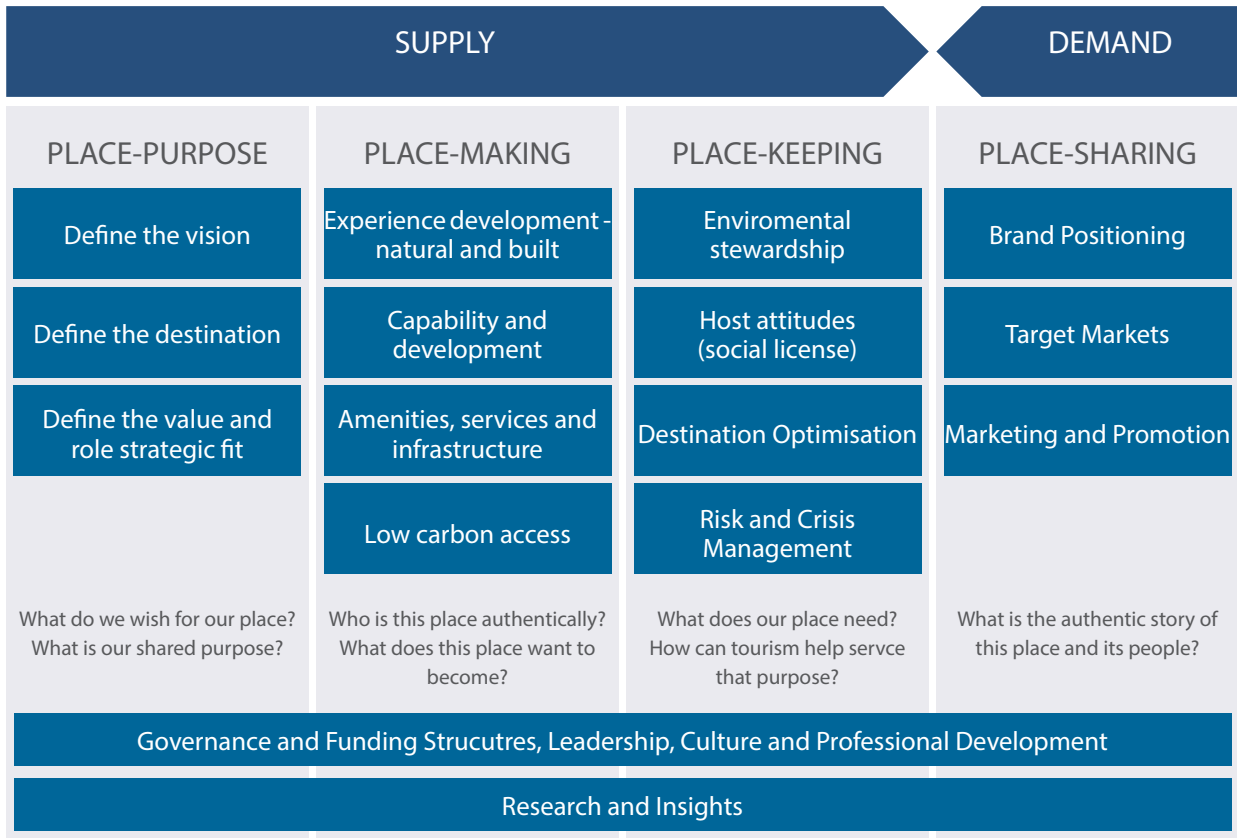 SUPPLY
DEMAND
PLACE-PURPOSE
Define the vision
Define the destination
Define the value and
role strategic fit
What do we wish for our place?
What is our shared purpose?
PLACE-MAKING
Experience development -
natural and built
Capability and
development
Amenities, services and
infrastructure
Low carbon access
Who is this place authentically?
What does this place want to
become?
PLACE-KEEPING
Enviromental
stewardship
Host attitudes
(social license)
Destination Optimisation
Risk and Crisis
Management
What does our place need?
How can tourism help servce
that purpose?
PLACE-SHARING
Brand Positioning
Target Markets
Marketing and Promotion
What is the authentic story of
this place and its people?
Governance and Funding Strucutres, Leadership, Culture and Professional Development
Research and Insights